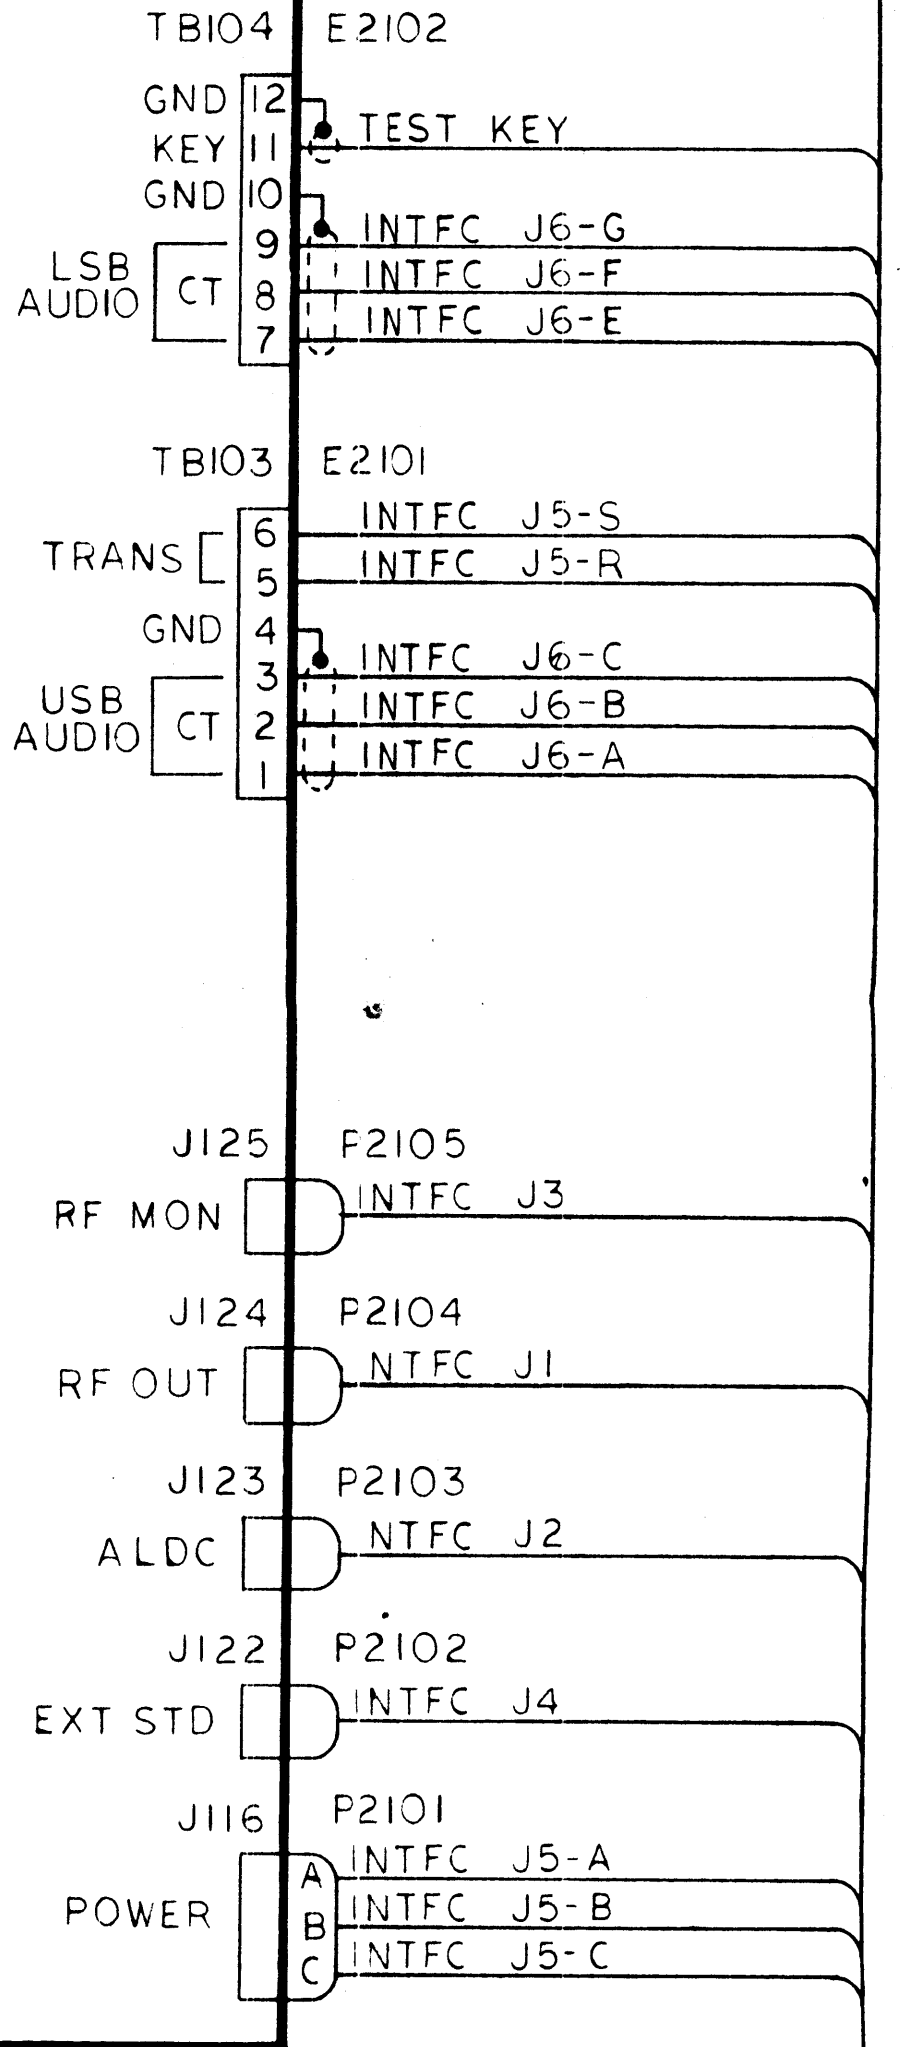 TB104 E2102
GND 12
TEST KEY
KEY 11
GND 10
INTFC J6-G
9
LSB AUDIO CT
INTFC J6-F
8
INTFC J6-E
7
TB103 E2101
INTFC J5-S
6
TRANS
INTFC J5-R
5
GND 4
INTFC J6-C
3
USB AUDIO CT
INTFC J6-B
2
INTFC J6-A
1
J125 P2105
INTFC J3
RF MON
J124 P2104
NTFC J1
RF OUT
J123 P2103
NTFC J2
ALDC
J122 P2102
INTFC J4
EXT STD
J116 P2101
A INTFC J5-A
POWER
B INTFC J5-B
C INTFC J5-C